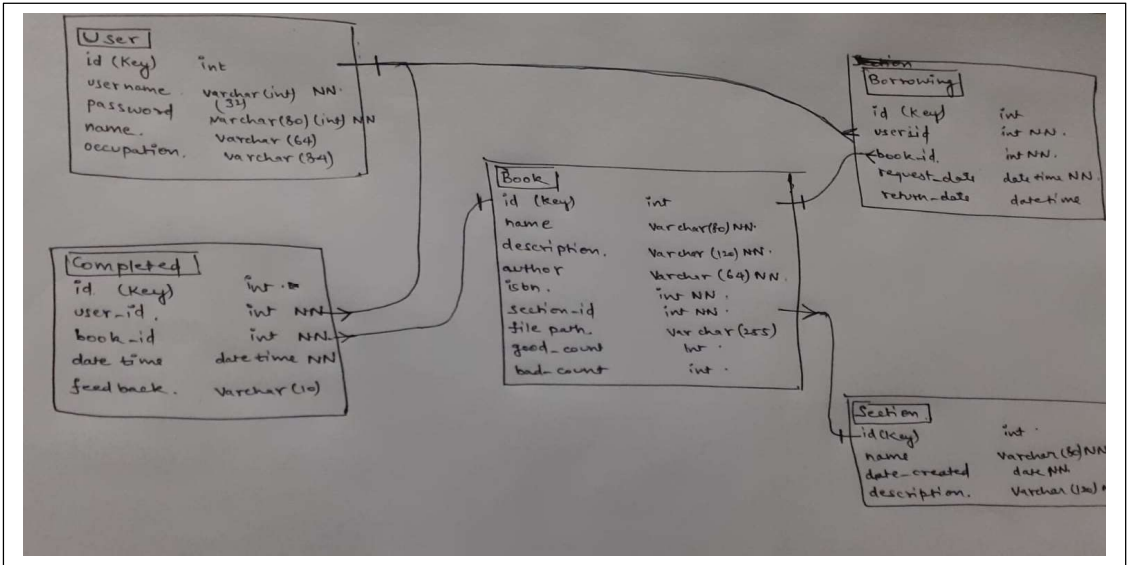 User
id (Key) int
username varchar(int) NN.
(32)
password varchar(80) (int) NN
name. varchar (64)
occupation. varchar (84)
Completed
id (Key) int.
user_id. int NN
book_id int NN
date time date time NN
feedback. varchar (10)
Book
id (Key) int
name varchar(80) NN.
description. varchar (120) NN.
author varchar (64) NN.
isbn. int NN.
section_id int NN.
file path. varchar (255)
good_count int.
bad_count int.
Section
Borrowing
id (Key) int
user_id int NN.
book_id. int NN.
request_date date time NN.
return_date datetime
Section.
id (Key) int.
name varchar (80) NN
date_created date NN
description. varchar (120)